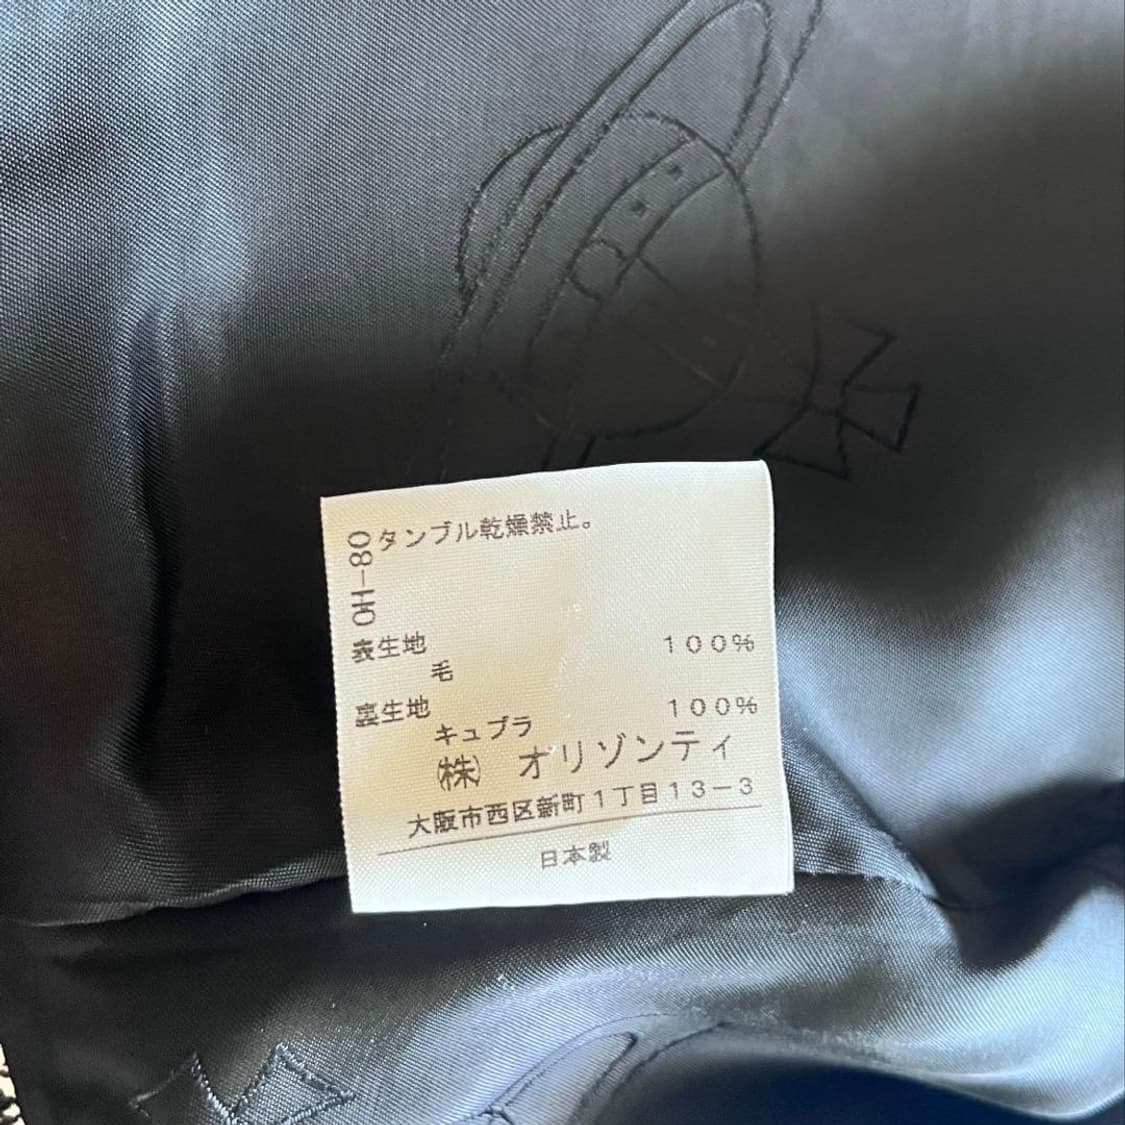 タンブル乾燥禁止。
OH-80
表生地 100%
毛
裏生地 100%
キュプラ
㈱ オリゾンティ
大阪市西区新町1丁目13-3
日本製